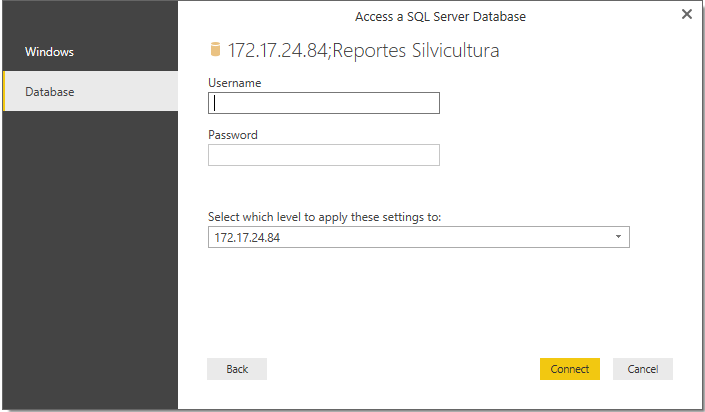 Access a SQL Server Database
Windows
Database
172.17.24.84;Reportes Silvicultura
Username
Password
Select which level to apply these settings to:
172.17.24.84
Back
Connect
Cancel